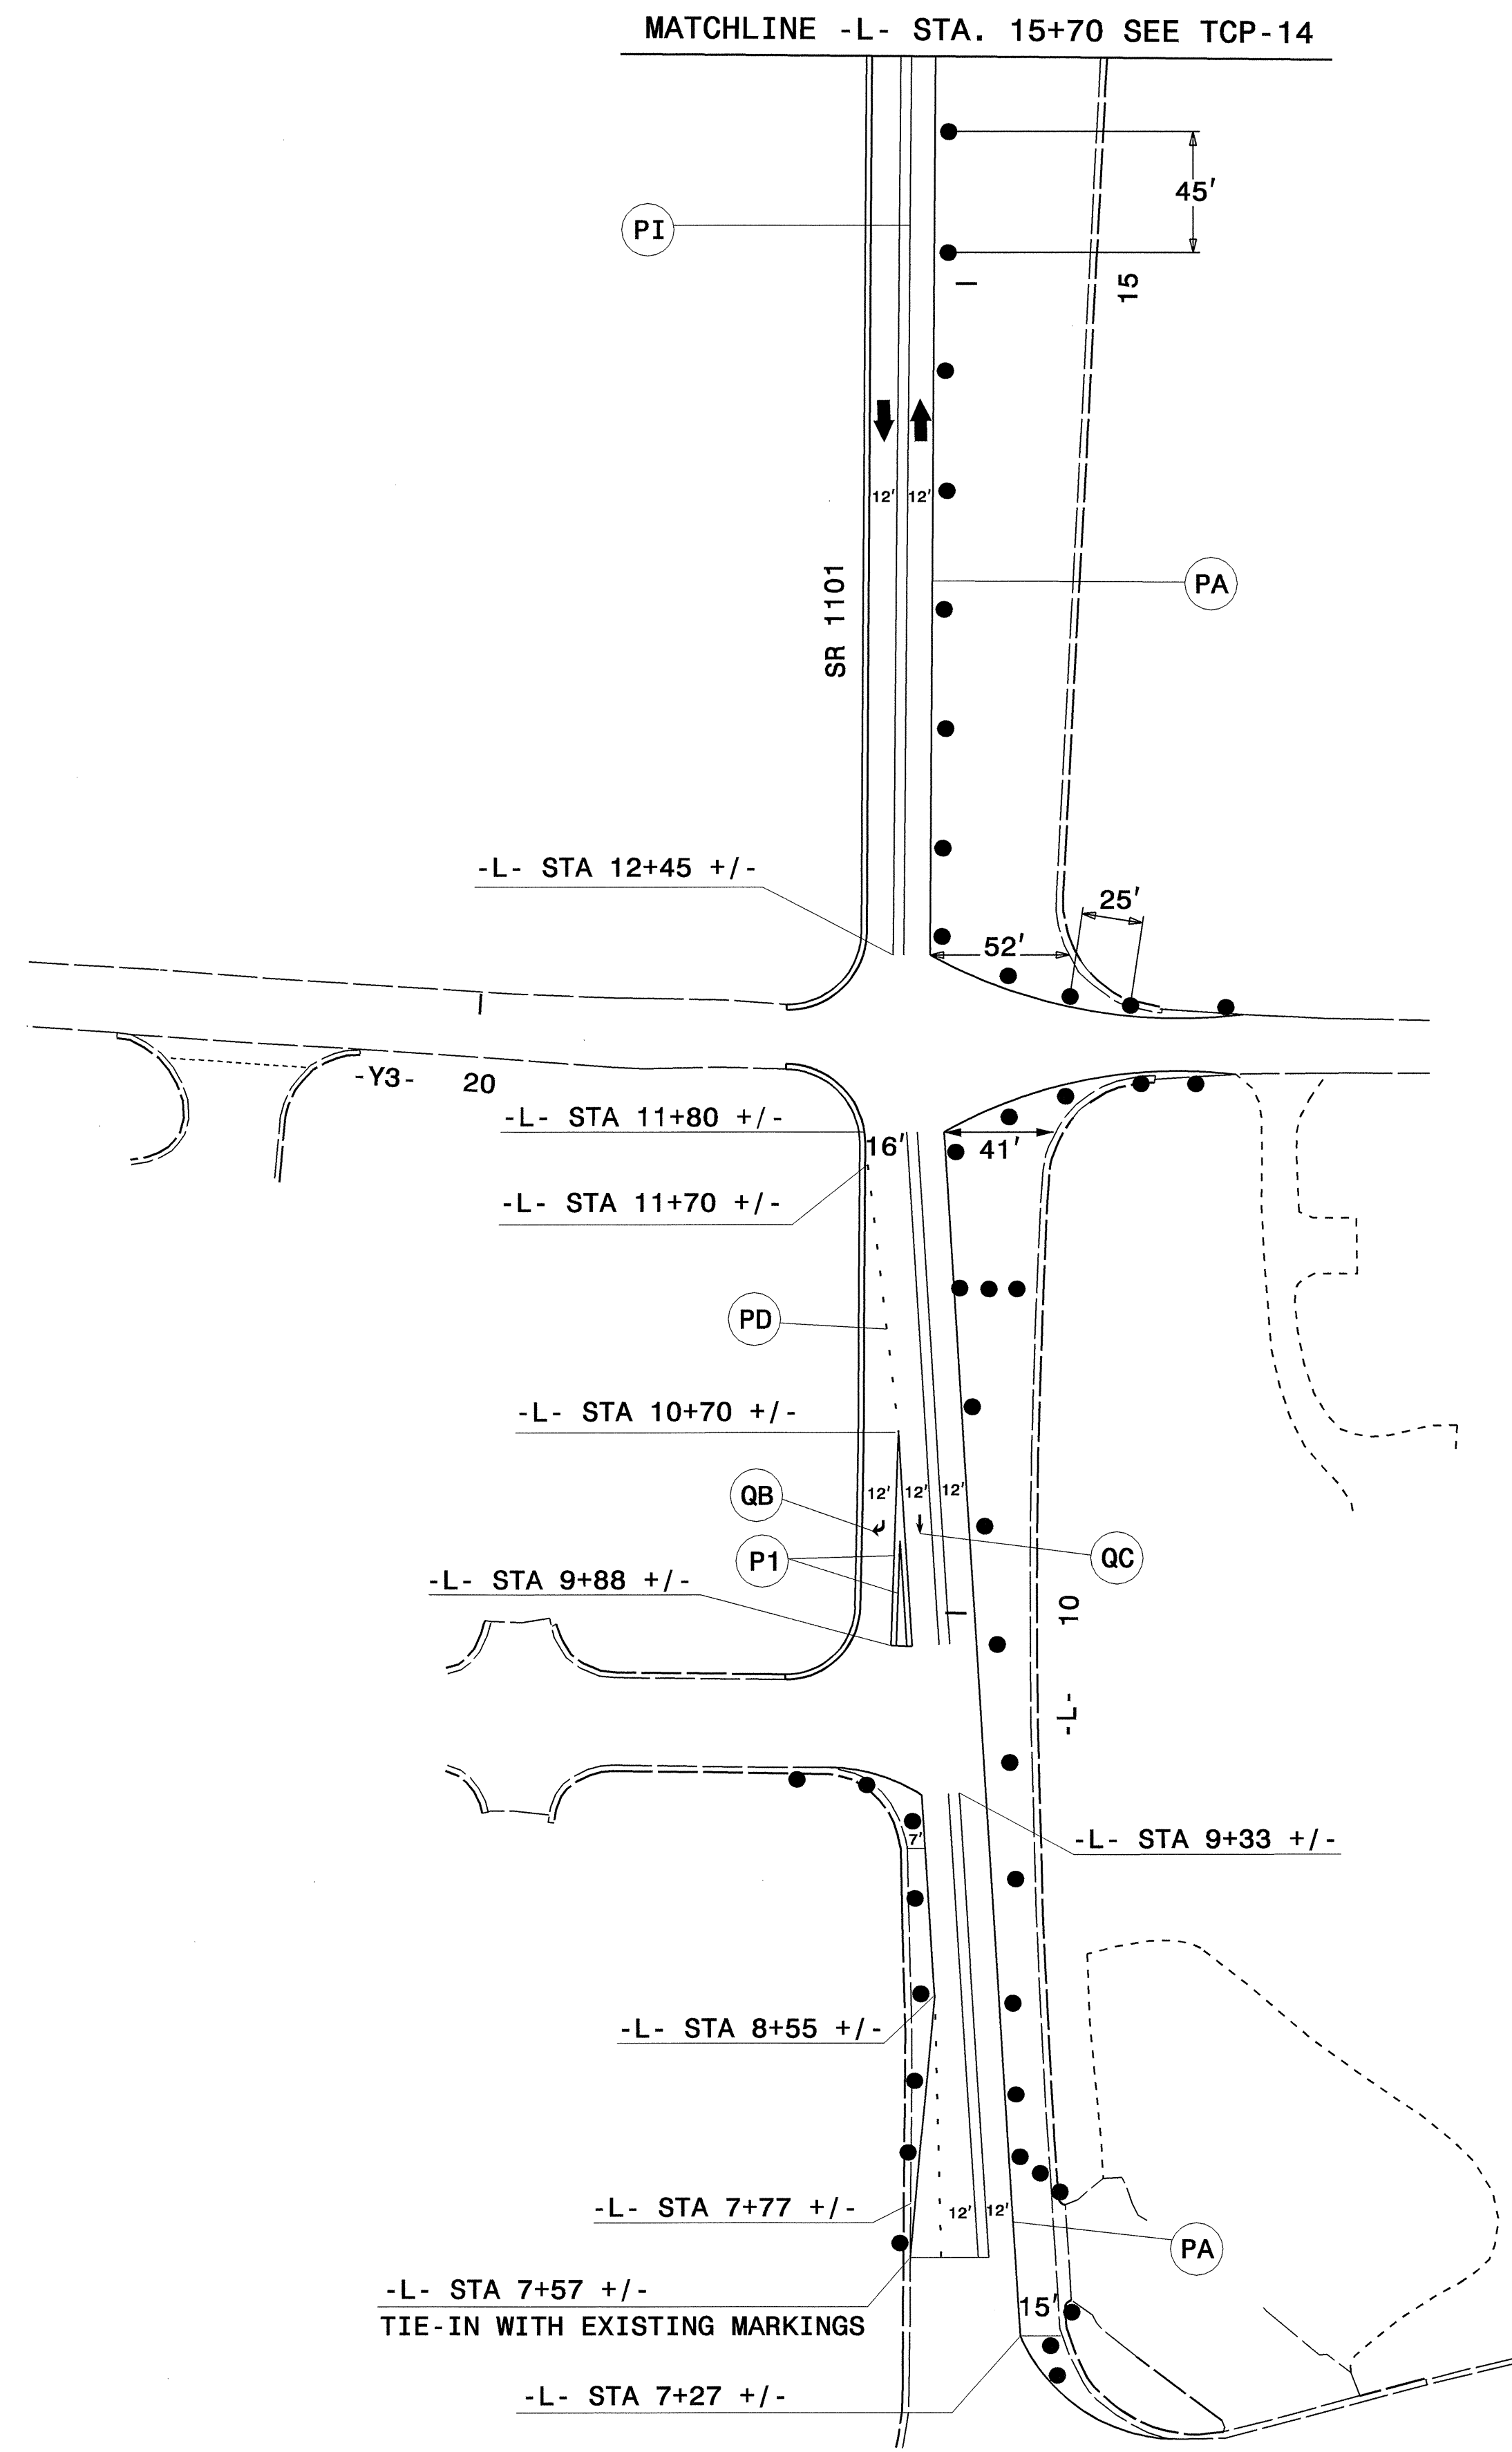 MATCHLINE -L- STA. 15+70 SEE TCP-14
45'
PI
15
12' 12'
SR 1101
PA
-L- STA 12+45 +/-
25'
52'
-Y3- 20
-L- STA 11+80 +/-
16'
41'
-L- STA 11+70 +/-
PD
-L- STA 10+70 +/-
QB
12' 12' 12'
P1
QC
-L- STA 9+88 +/-
10
-L-
7'
-L- STA 9+33 +/-
-L- STA 8+55 +/-
-L- STA 7+77 +/-
12' 12'
PA
-L- STA 7+57 +/-
TIE-IN WITH EXISTING MARKINGS
15'
-L- STA 7+27 +/-